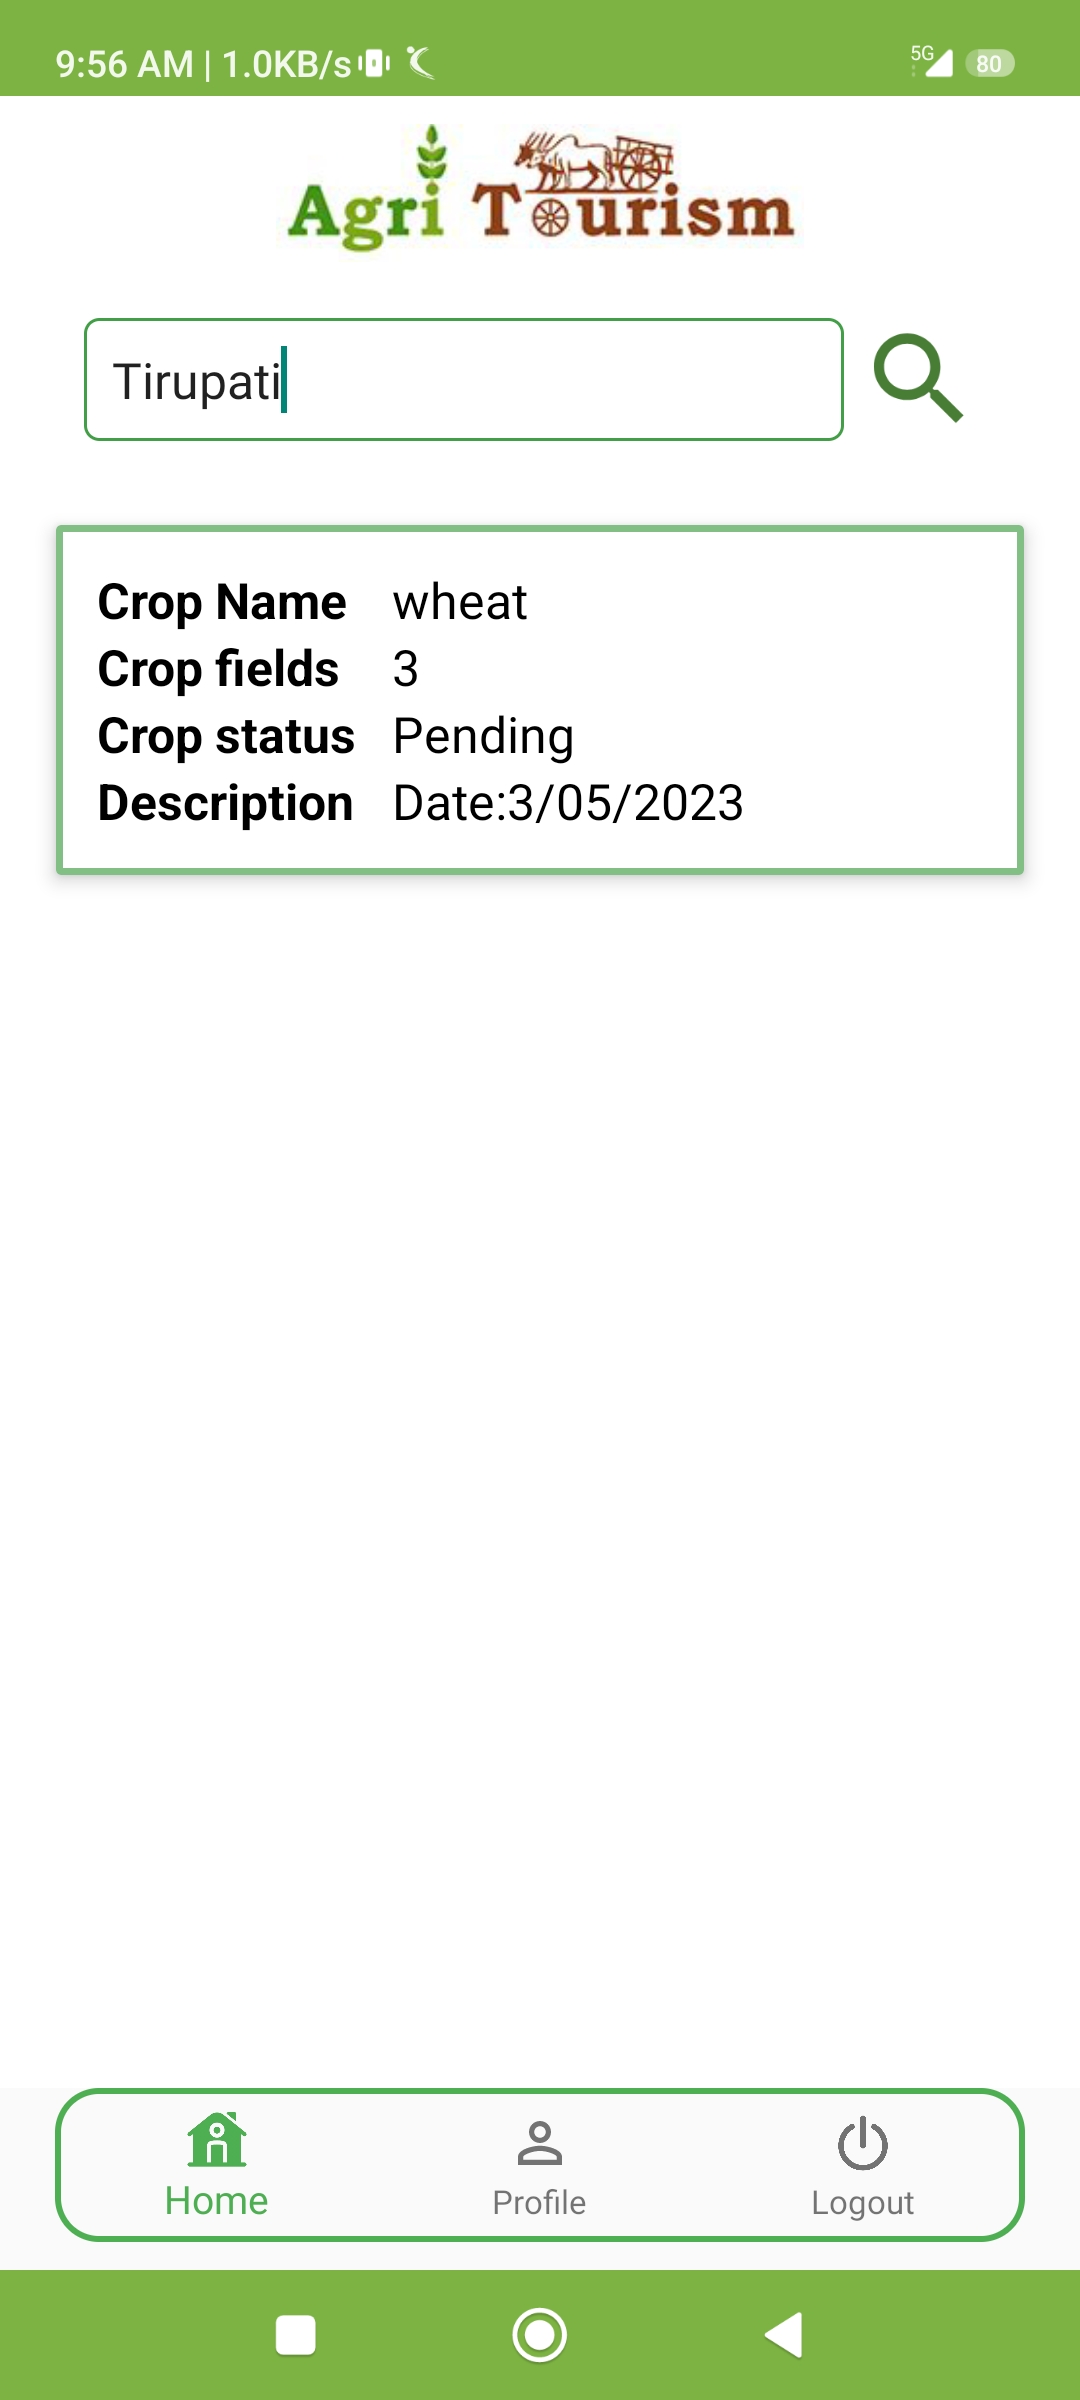 9:56 AM | 1.0KB/s 5G 80
Agri Tourism
Tirupati
Crop Name wheat
Crop fields 3
Crop status Pending
Description Date:3/05/2023
Home Profile Logout